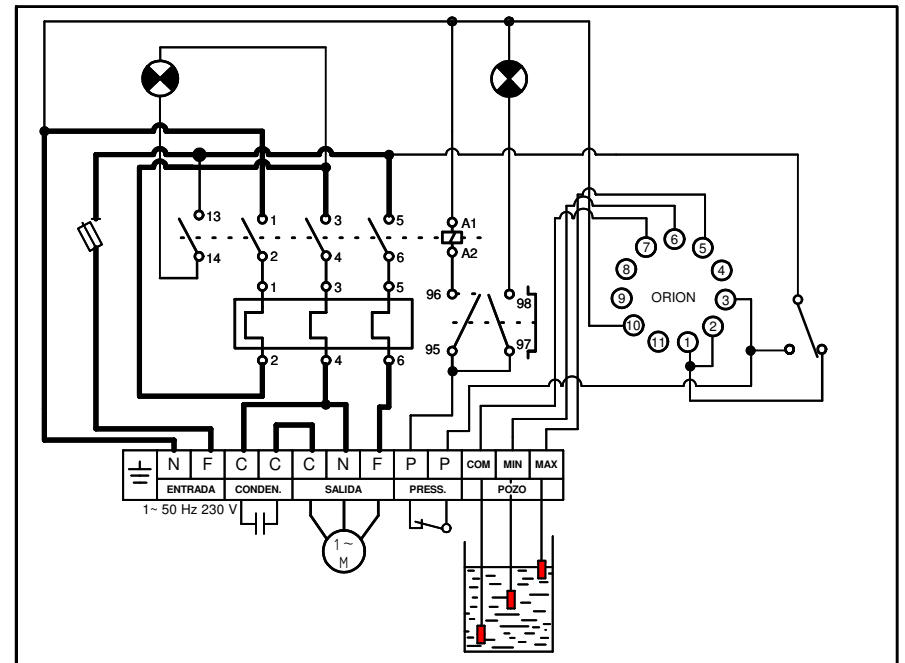 13 1 3 5 A1
14 2 4 6 A2
1 3 5 96 98
95 97
2 4 6
7 6 5
8 4
9 ORION 3
10 2
11 1
N F C C C N F P P COM MIN MAX
ENTRADA CONDEN. SALIDA PRESS. POZO
1~ 50 Hz 230 V
1 ~
M